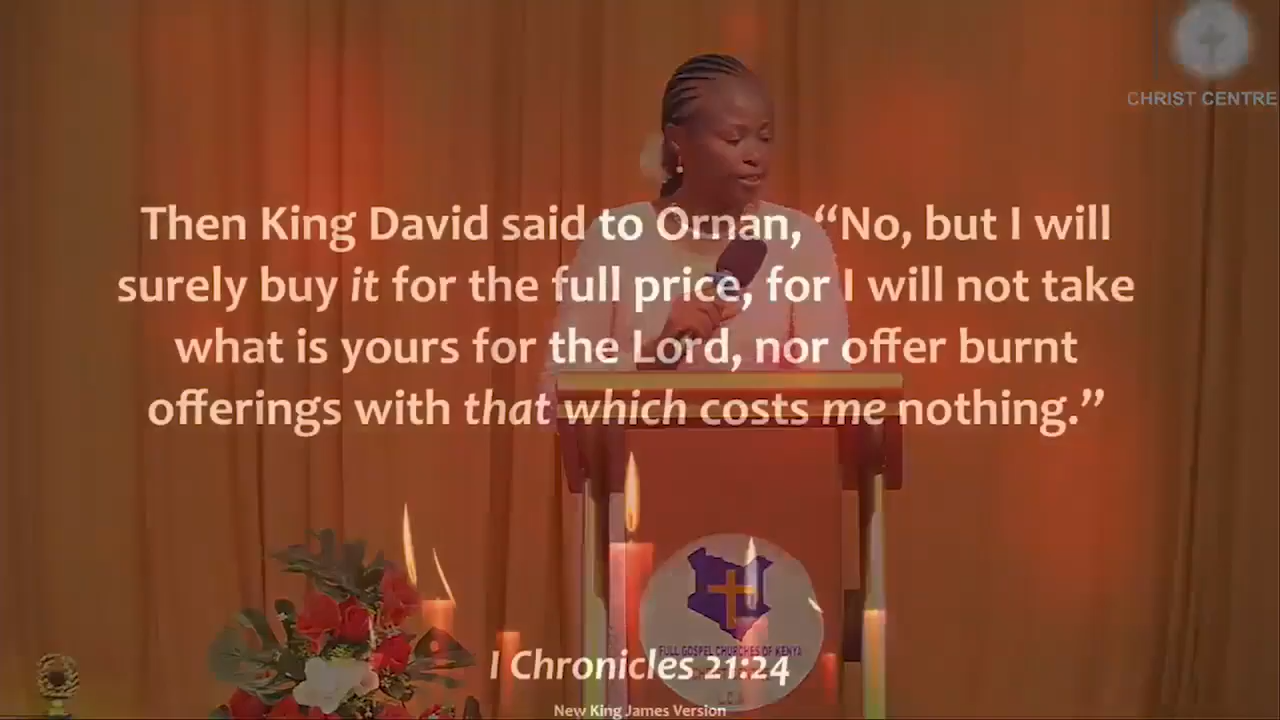 CHRIST CENTRE
Then King David said to Ornan, “No, but I will
surely buy it for the full price, for I will not take
what is yours for the Lord, nor offer burnt
offerings with that which costs me nothing.”
FULL GOSPEL CHURCHES OF KENYA
I Chronicles 21:24
New King James Version